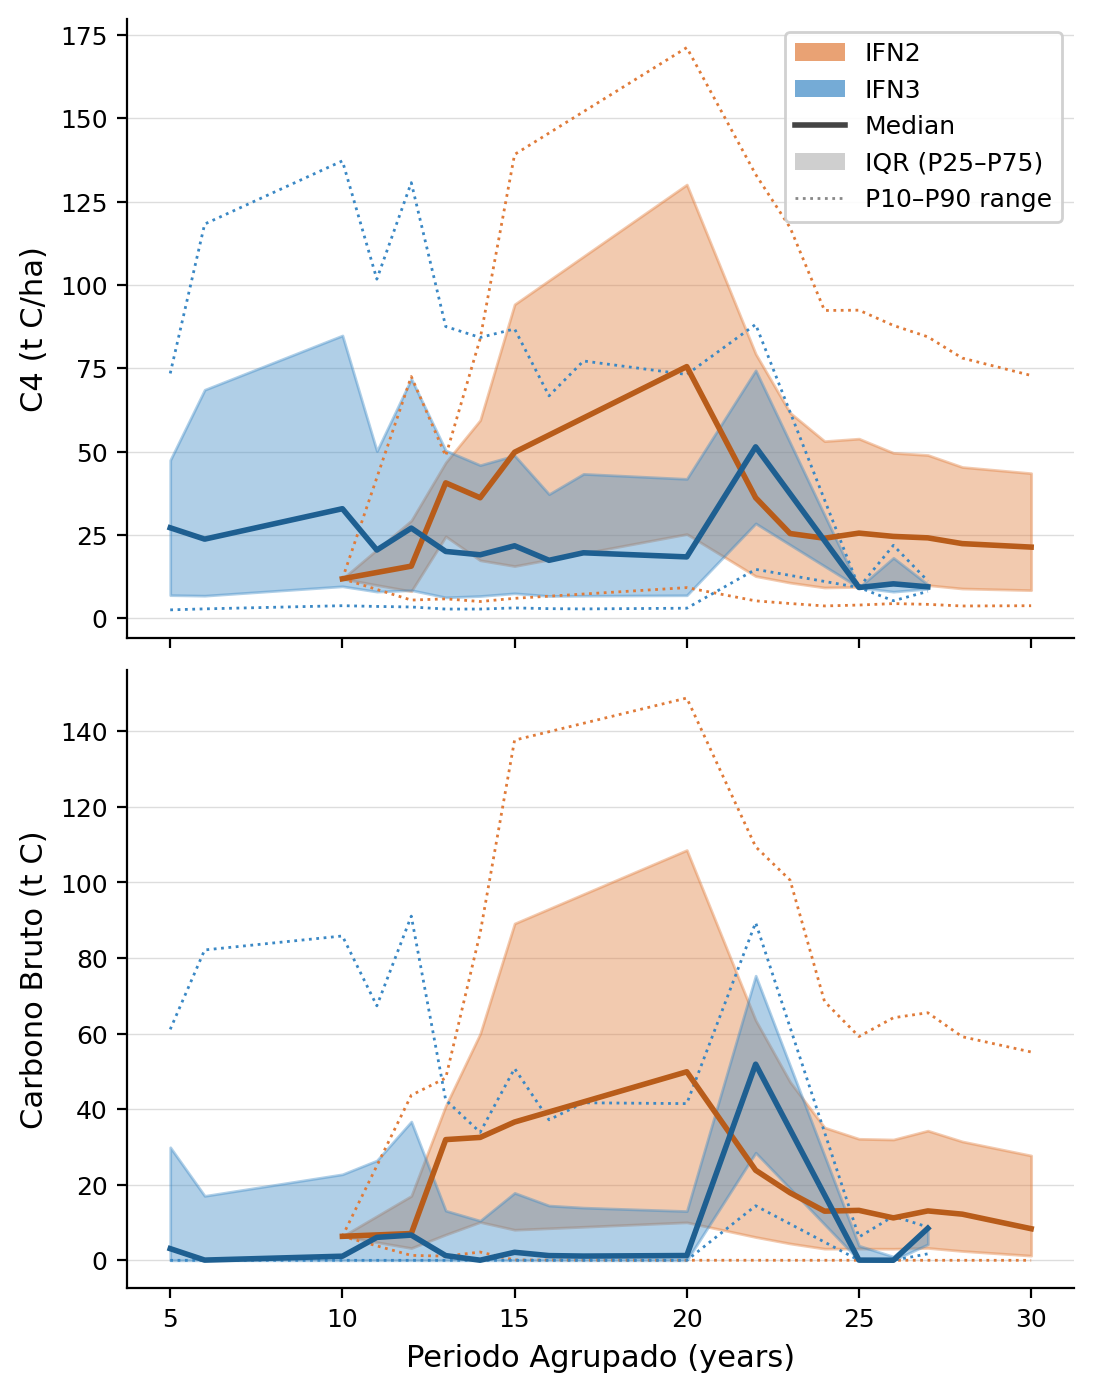 175
150
125
100
75
50
25
0
C4 (t C/ha)
IFN2
IFN3
Median
IQR (P25–P75)
P10–P90 range
140
120
100
80
60
40
20
0
Carbono Bruto (t C)
5 10 15 20 25 30
Periodo Agrupado (years)